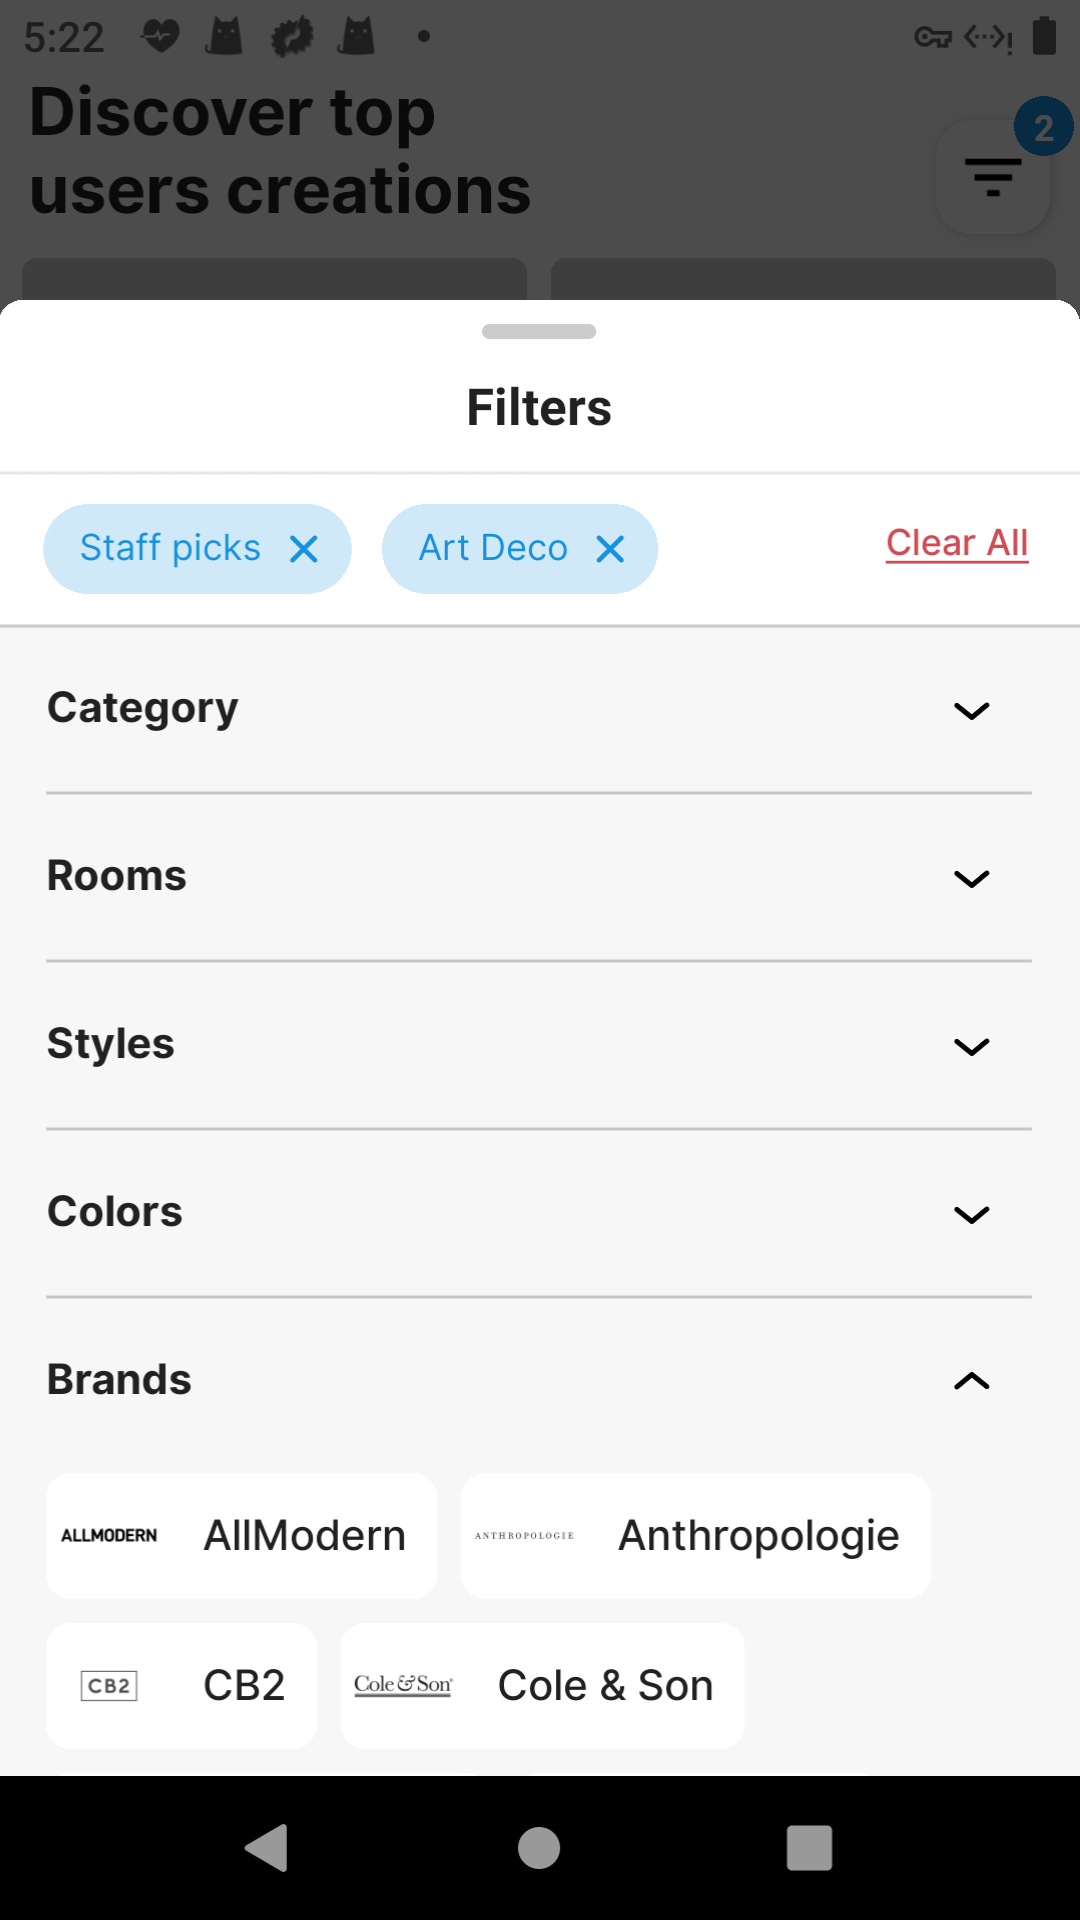 5:22
Discover top
users creations
2
Filters
Staff picks
Art Deco
Clear All
Category
Rooms
Styles
Colors
Brands
ALLMODERN AllModern
ANTHROPOLOGIE Anthropologie
CB2 CB2
Cole & Son Cole & Son